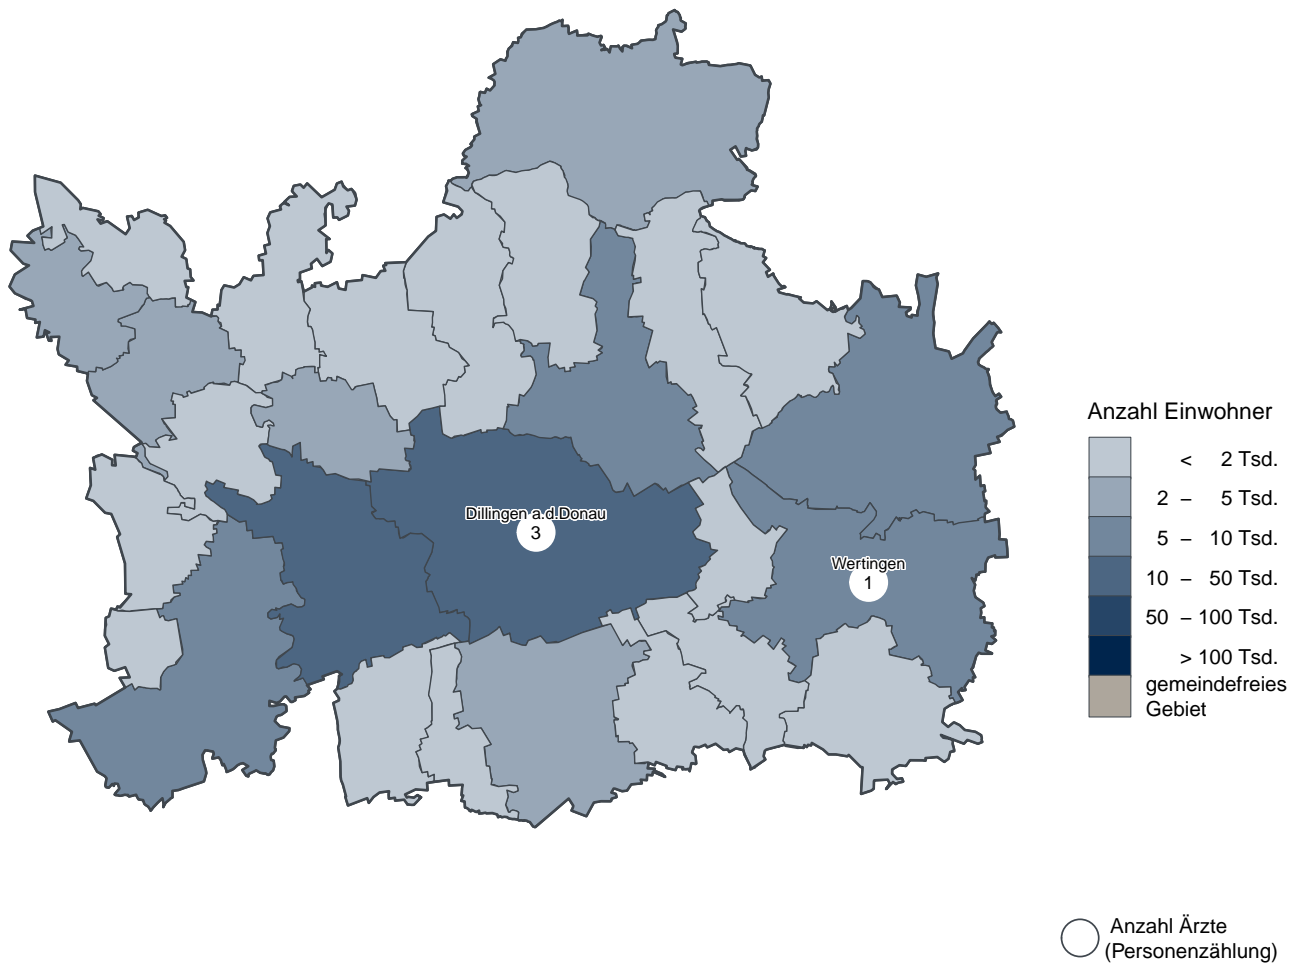 Dillingen a.d.Donau
3
Wertingen
1
Anzahl Einwohner
< 2 Tsd.
2 – 5 Tsd.
5 – 10 Tsd.
10 – 50 Tsd.
50 – 100 Tsd.
> 100 Tsd.
gemeindefreies
Gebiet
Anzahl Ärzte
(Personenzählung)